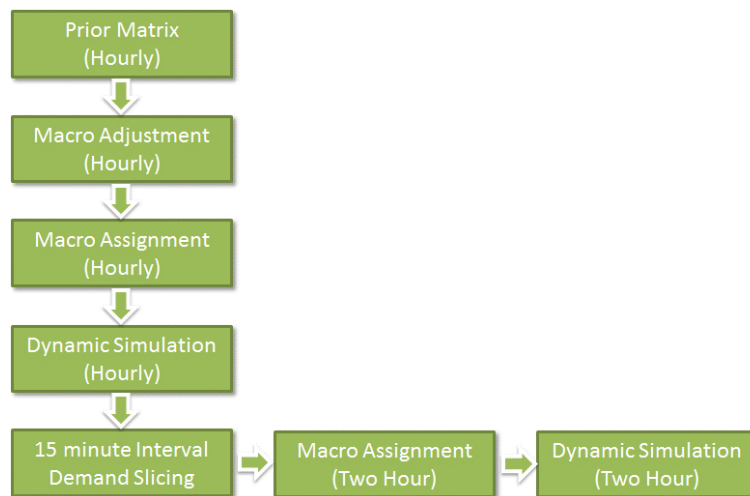 Prior Matrix
(Hourly)
Macro Adjustment
(Hourly)
Macro Assignment
(Hourly)
Dynamic Simulation
(Hourly)
15 minute Interval
Demand Slicing
Macro Assignment
(Two Hour)
Dynamic Simulation
(Two Hour)